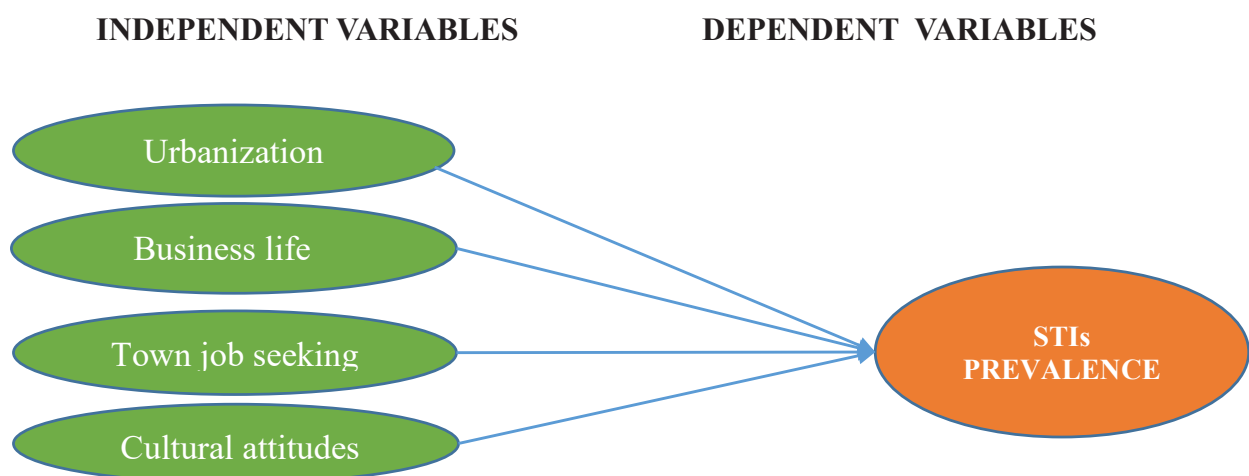 INDEPENDENT VARIABLES
DEPENDENT VARIABLES
Urbanization
Business life
Town job seeking
Cultural attitudes
STIs
PREVALENCE